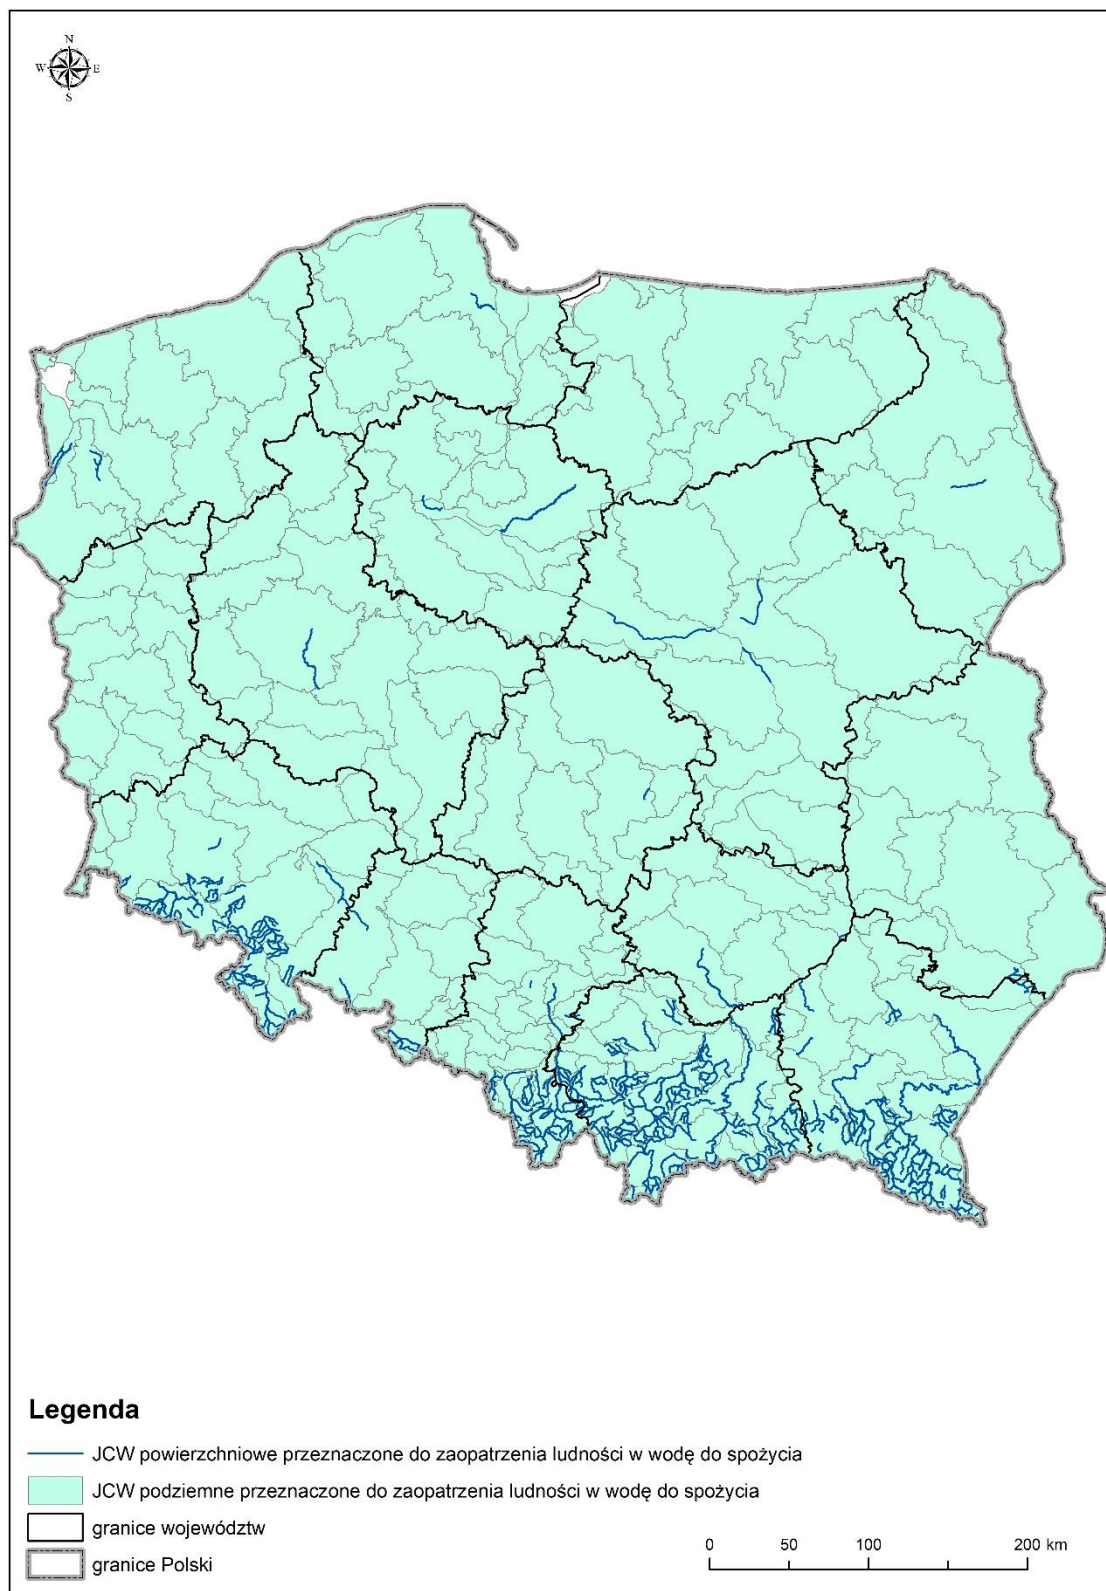 N
W E
S
Legenda
JCW powierzchniowe przeznaczone do zaopatrzenia ludności w wodę do spożycia
JCW podziemne przeznaczone do zaopatrzenia ludności w wodę do spożycia
granice województw
granice Polski
0 50 100 200 km